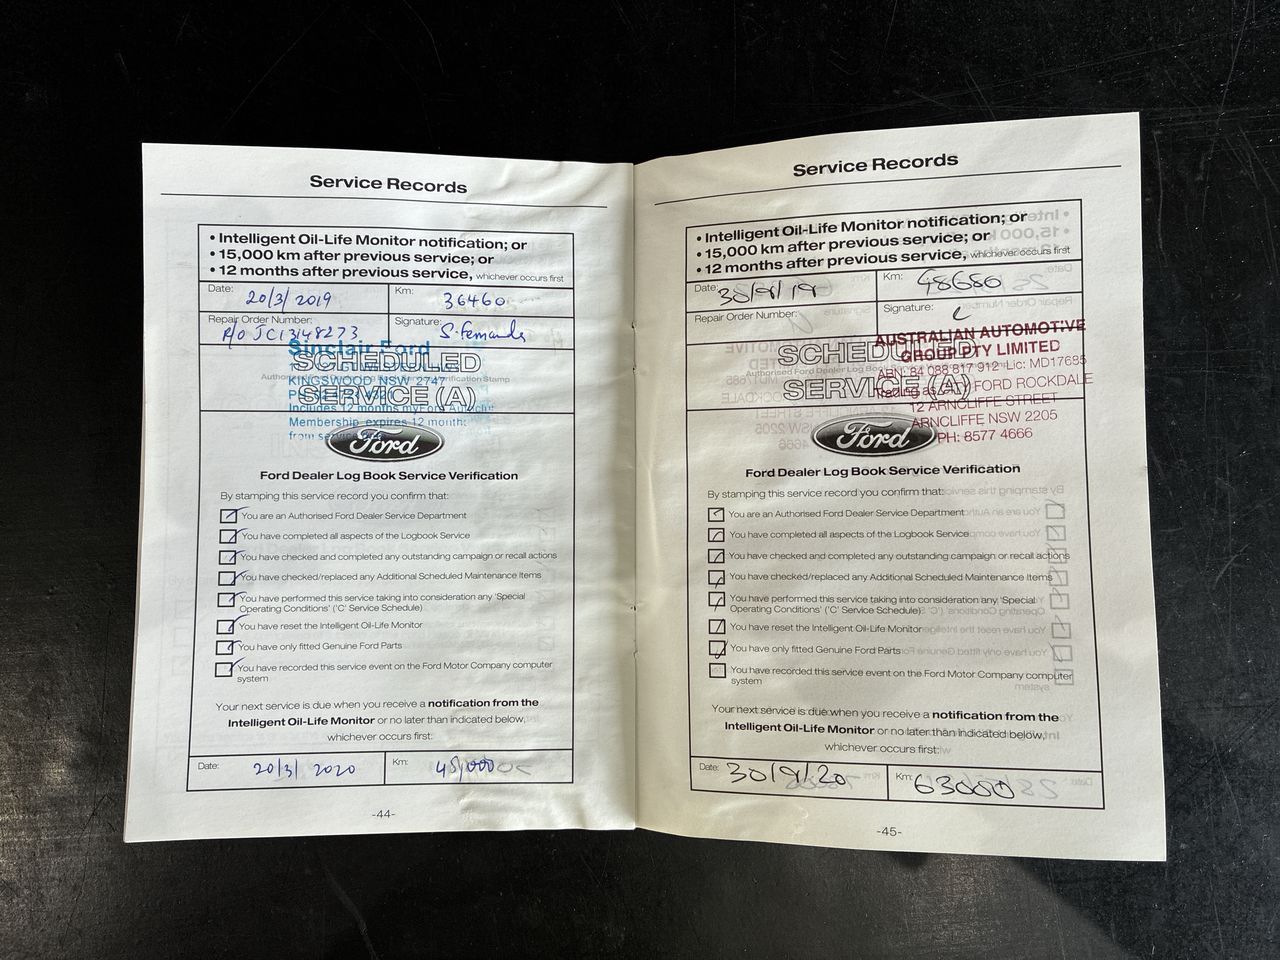 Service Records
• Intelligent Oil-Life Monitor notification; or
• 15,000 km after previous service; or
• 12 months after previous service, whichever occurs first
Date: 20/3/2019 Km: 36460
Repair Order Number: R/O JC13148273 Signature: S. Fernando
Sinclair Ford
SCHEDULED
KINGSWOOD NSW 2747
SERVICE (A)
Includes 12 months myFord
Membership expires 12 month
from service
Ford
Ford Dealer Log Book Service Verification
By stamping this service record you confirm that:
You are an Authorised Ford Dealer Service Department
You have completed all aspects of the Logbook Service
You have checked and completed any outstanding campaign or recall actions
You have checked/replaced any Additional Scheduled Maintenance Items
You have performed this service taking into consideration any 'Special
Operating Conditions' ('C' Service Schedule)
You have reset the Intelligent Oil-Life Monitor
You have only fitted Genuine Ford Parts
You have recorded this service event on the Ford Motor Company computer
system
Your next service is due when you receive a notification from the
Intelligent Oil-Life Monitor or no later than indicated below,
whichever occurs first:
Date: 20/3/2020 Km: 45,000
-44-
Service Records
• Intelligent Oil-Life Monitor notification; or
• 15,000 km after previous service; or
• 12 months after previous service, whichever occurs first
Date: 30/9/19 Km: 48680
Repair Order Number: Signature:
AUSTRALIAN AUTOMOTIVE
GROUP PTY LIMITED
SCHEDULED
Authorised Ford Dealer
ABN: 84 088 817 912 Lic: MD17685
SERVICE (A)
Trading as FORD ROCKDALE
12 ARNCLIFFE STREET
ARNCLIFFE NSW 2205
PH: 8577 4666
Ford
Ford Dealer Log Book Service Verification
By stamping this service record you confirm that:
You are an Authorised Ford Dealer Service Department
You have completed all aspects of the Logbook Service
You have checked and completed any outstanding campaign or recall actions
You have checked/replaced any Additional Scheduled Maintenance Items
You have performed this service taking into consideration any 'Special
Operating Conditions' ('C' Service Schedule)
You have reset the Intelligent Oil-Life Monitor
You have only fitted Genuine Ford Parts
You have recorded this service event on the Ford Motor Company computer
system
Your next service is due when you receive a notification from the
Intelligent Oil-Life Monitor or no later than indicated below,
whichever occurs first:
Date: 30/9/20 Km: 63000
-45-